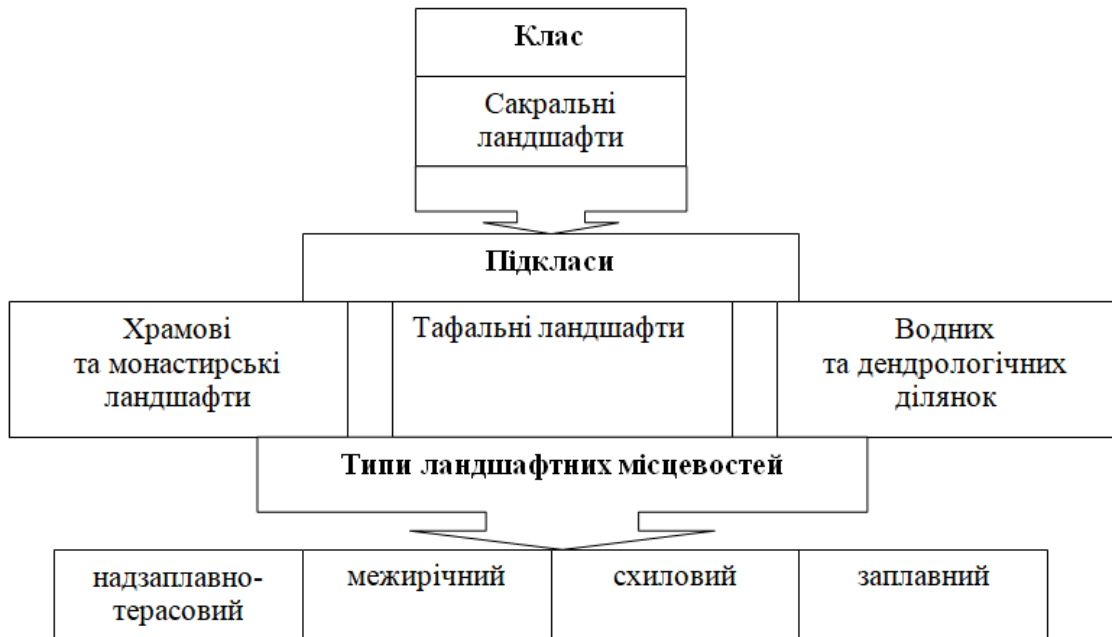 Клас
Сакральні
ландшафти
Підкласи
Храмові
та монастирські
ландшафти
Тафальні ландшафти
Водних
та дендрологічних
ділянок
Типи ландшафтних місцевостей
надзаплавно-
терасовий
межирічний
схиловий
заплавний